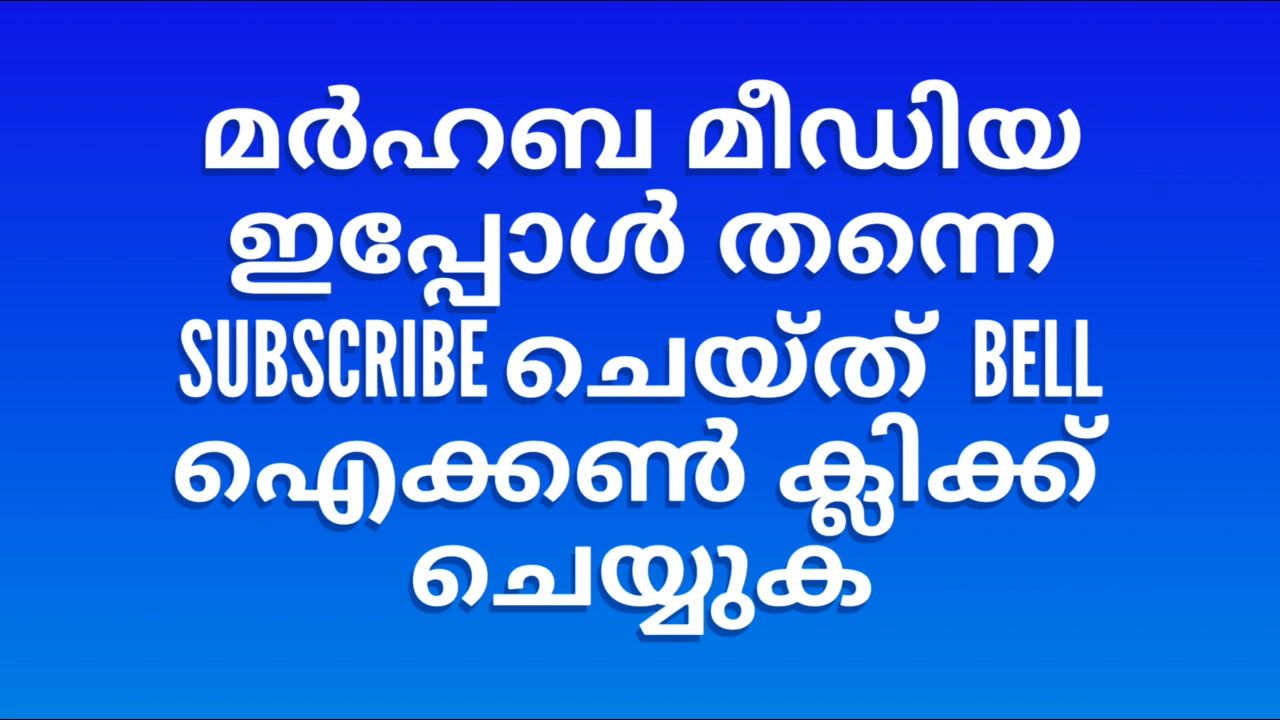 മർഹബ മീഡിയ
ഇപ്പോൾ തന്നെ
SUBSCRIBE ചെയ്ത് BELL
ഐക്കൺ ക്ലിക്ക്
ചെയ്യുക